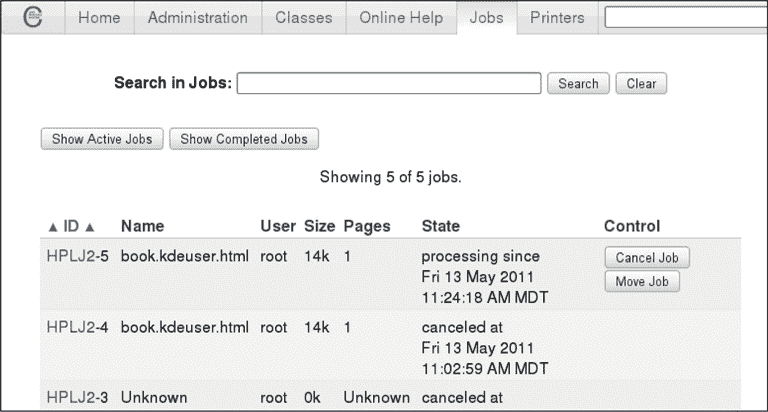 Home Administration Classes Online Help Jobs Printers
Search in Jobs: Search Clear
Show Active Jobs Show Completed Jobs
Showing 5 of 5 jobs.
▲ ID ▲ Name User Size Pages State Control
HPLJ2-5 book.kdeuser.html root 14k 1 processing since Cancel Job
Fri 13 May 2011 Move Job
11:24:18 AM MDT
HPLJ2-4 book.kdeuser.html root 14k 1 canceled at
Fri 13 May 2011
11:02:59 AM MDT
HPLJ2-3 Unknown root 0k Unknown canceled at